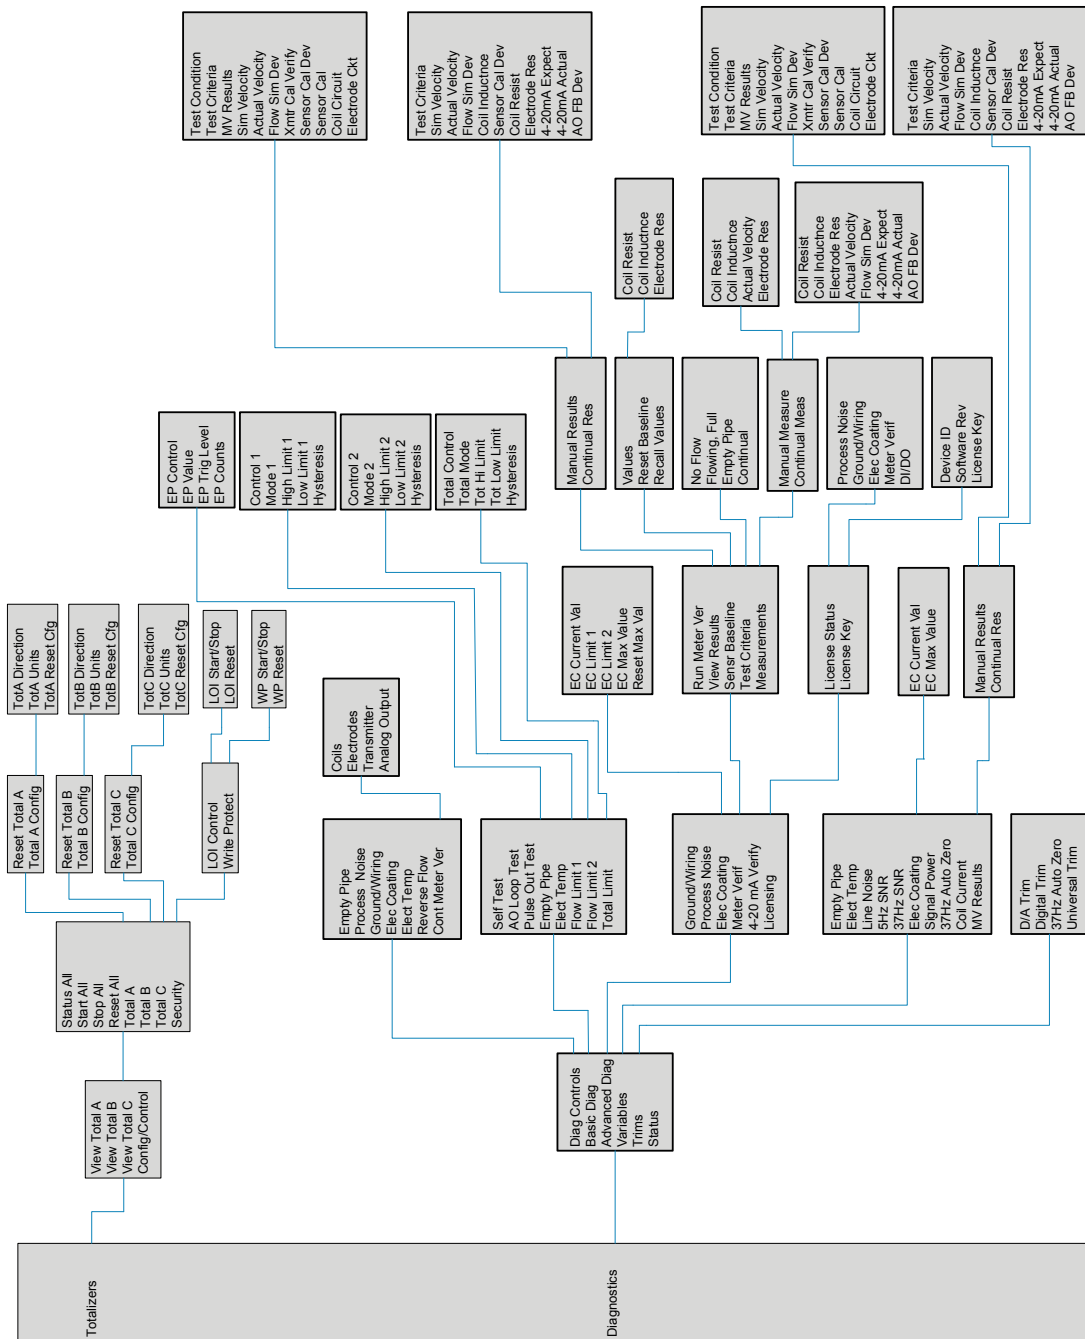 Totalizers
View Total A
View Total B
View Total C
Config/Control
Status All
Start All
Stop All
Reset All
Total A
Total B
Total C
Security
Reset Total A
Total A Config
TotA Direction
TotA Units
TotA Reset Cfg
Reset Total B
Total B Config
TotB Direction
TotB Units
TotB Reset Cfg
Reset Total C
Total C Config
TotC Direction
TotC Units
TotC Reset Cfg
LOI Control
Write Protect
LOI Start/Stop
LOI Reset
WP Start/Stop
WP Reset
Diagnostics
Diag Controls
Basic Diag
Advanced Diag
Variables
Trims
Status
Empty Pipe
Process Noise
Ground/Wiring
Elec Coating
Elect Temp
Reverse Flow
Cont Meter Ver
Coils
Electrodes
Transmitter
Analog Output
Self Test
AO Loop Test
Pulse Out Test
Empty Pipe
Elect Temp
Flow Limit 1
Flow Limit 2
Total Limit
EP Control
EP Value
EP Trig Level
EP Counts
Control 1
Mode 1
High Limit 1
Low Limit 1
Hysteresis
Control 2
Mode 2
High Limit 2
Low Limit 2
Hysteresis
Total Control
Total Mode
Tot Hi Limit
Tot Low Limit
Hysteresis
Ground/Wiring
Process Noise
Elec Coating
Meter Verif
4-20 mA Verify
Licensing
EC Current Val
EC Limit 1
EC Limit 2
EC Max Value
Reset Max Val
Run Meter Ver
View Results
Sensr Baseline
Test Criteria
Measurements
Manual Results
Continual Res
Test Condition
Test Criteria
MV Results
Sim Velocity
Actual Velocity
Flow Sim Dev
Xmtr Cal Verify
Sensor Cal Dev
Sensor Cal
Coil Circuit
Electrode Ckt
Test Criteria
Sim Velocity
Actual Velocity
Flow Sim Dev
Coil Inductnce
Sensor Cal Dev
Coil Resist
Electrode Res
4-20mA Expect
4-20mA Actual
AO FB Dev
Values
Reset Baseline
Recall Values
Coil Resist
Coil Inductnce
Electrode Res
No Flow
Flowing, Full
Empty Pipe
Continual
Manual Measure
Continual Meas
Coil Resist
Coil Inductnce
Actual Velocity
Electrode Res
Coil Resist
Coil Inductnce
Electrode Res
Actual Velocity
Flow Sim Dev
4-20mA Expect
4-20mA Actual
AO FB Dev
License Status
License Key
Process Noise
Ground/Wiring
Elec Coating
Meter Verif
DI/DO
Device ID
Software Rev
License Key
Empty Pipe
Elect Temp
Line Noise
5Hz SNR
37Hz SNR
Elec Coating
Signal Power
37Hz Auto Zero
Coil Current
MV Results
EC Current Val
EC Max Value
Manual Results
Continual Res
Test Condition
Test Criteria
MV Results
Sim Velocity
Actual Velocity
Flow Sim Dev
Xmtr Cal Verify
Sensor Cal Dev
Sensor Cal
Coil Circuit
Electrode Ckt
Test Criteria
Sim Velocity
Actual Velocity
Flow Sim Dev
Coil Inductnce
Sensor Cal Dev
Coil Resist
Electrode Res
4-20mA Expect
4-20mA Actual
AO FB Dev
D/A Trim
Digital Trim
37Hz Auto Zero
Universal Trim